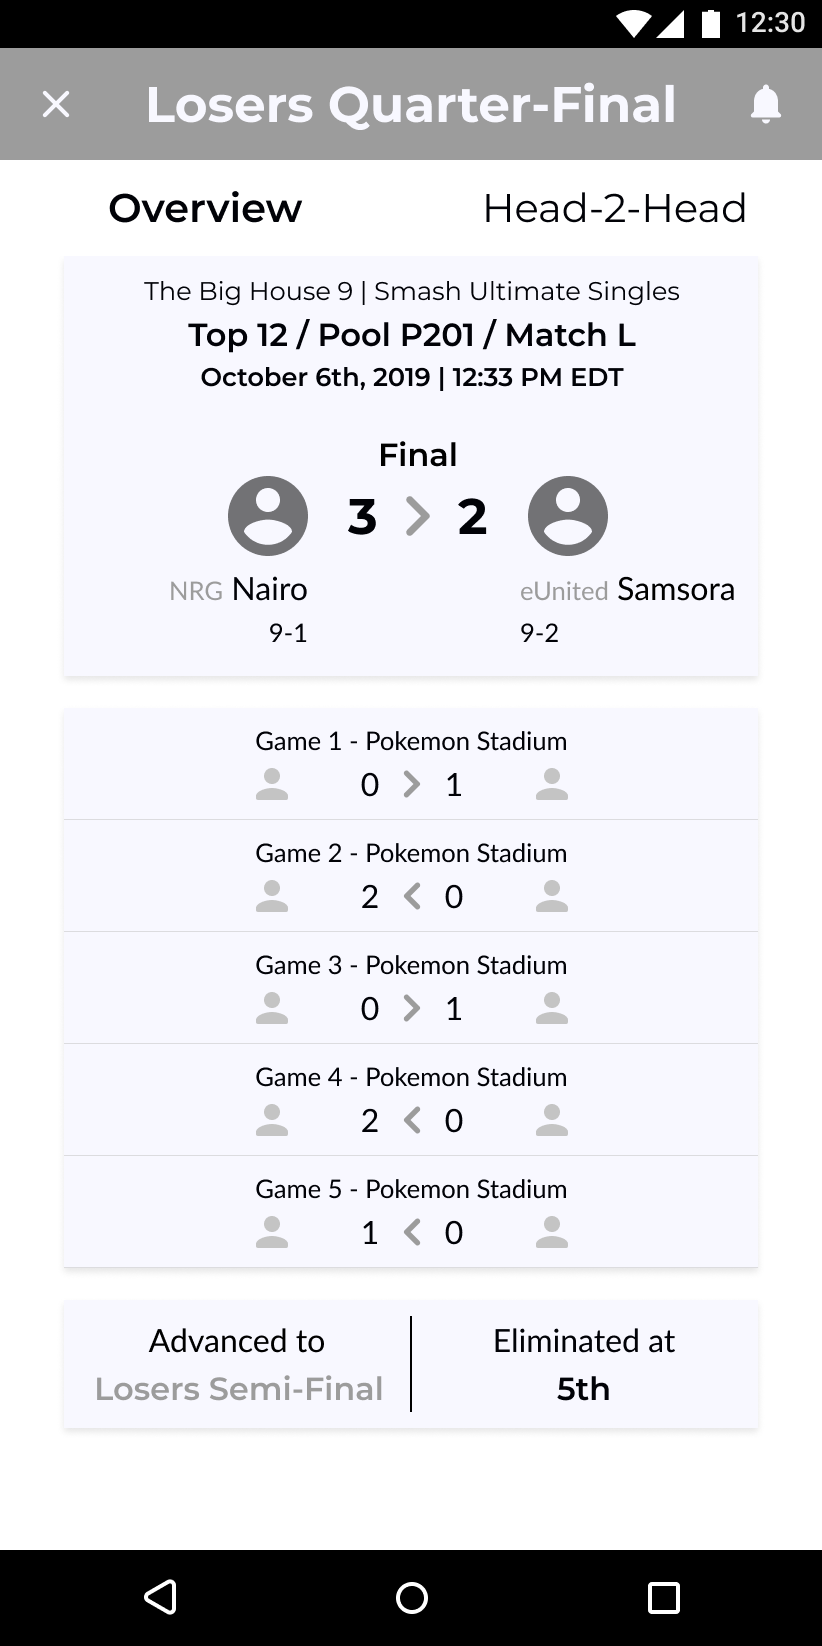 12:30
Losers Quarter-Final
Overview Head-2-Head
The Big House 9 | Smash Ultimate Singles
Top 12 / Pool P201 / Match L
October 6th, 2019 | 12:33 PM EDT
Final
3 > 2
NRG Nairo eUnited Samsora
9-1 9-2
Game 1 - Pokemon Stadium
0 > 1
Game 2 - Pokemon Stadium
2 < 0
Game 3 - Pokemon Stadium
0 > 1
Game 4 - Pokemon Stadium
2 < 0
Game 5 - Pokemon Stadium
1 < 0
Advanced to Eliminated at
Losers Semi-Final 5th